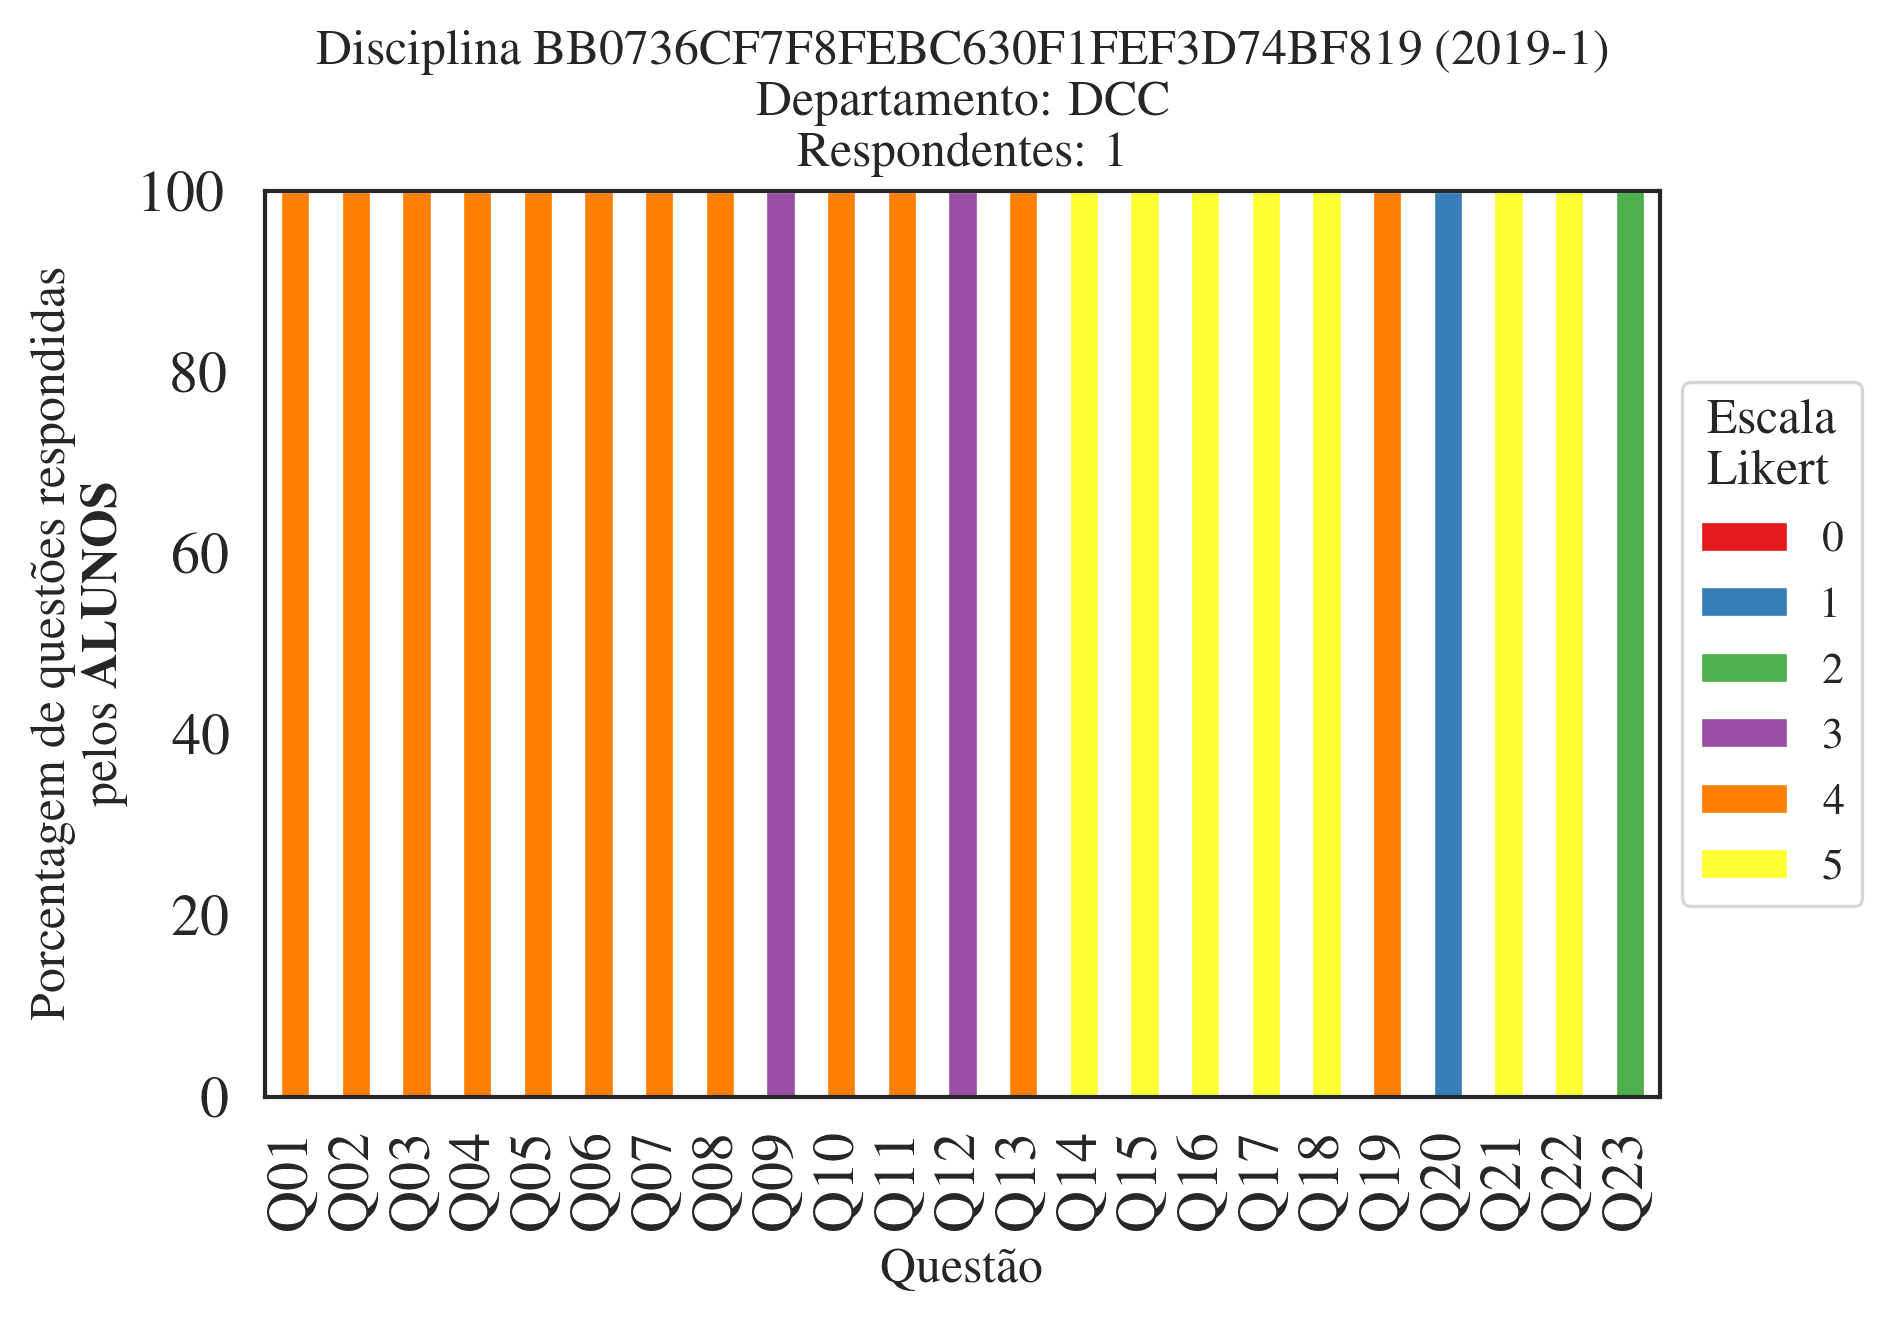 Disciplina BB0736CF7F8FEBC630F1FEF3D74BF819 (2019-1)
Departamento: DCC
Respondentes: 1
Porcentagem de questões respondidas
pelos ALUNOS
100
80
60
40
20
0
Q01
Q02
Q03
Q04
Q05
Q06
Q07
Q08
Q09
Q10
Q11
Q12
Q13
Q14
Q15
Q16
Q17
Q18
Q19
Q20
Q21
Q22
Q23
Questão
Escala
Likert
0
1
2
3
4
5